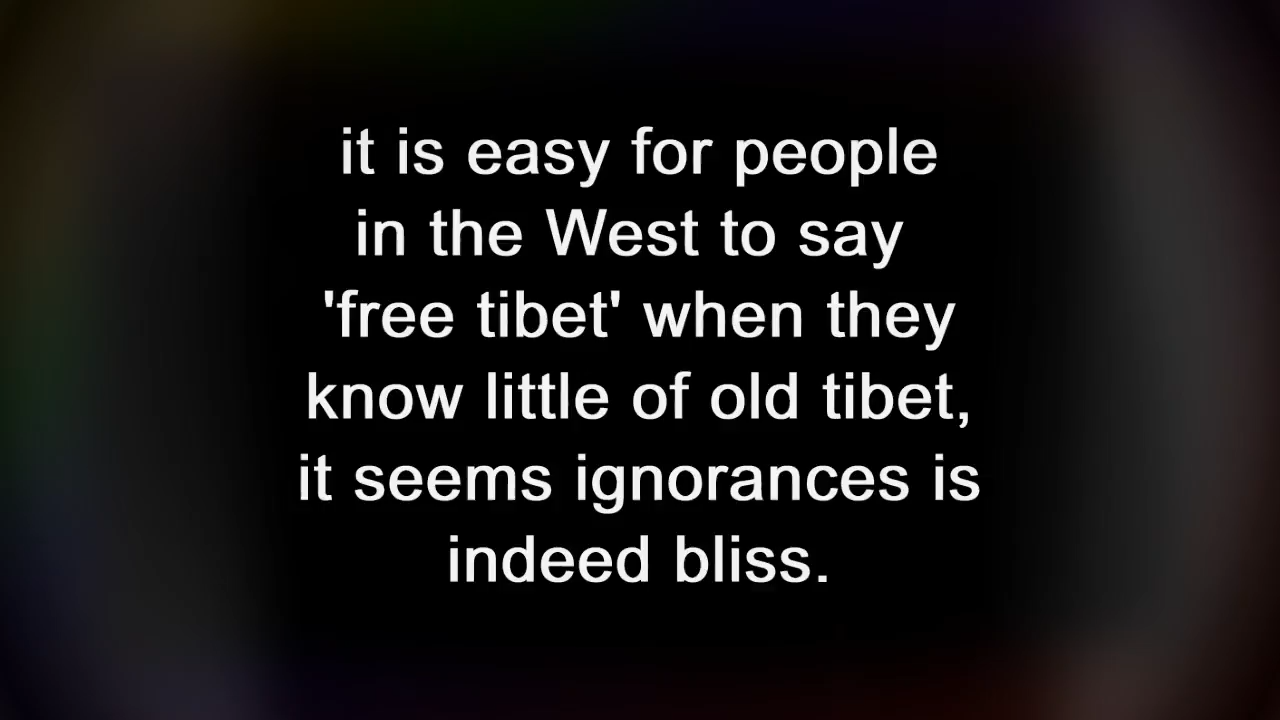 it is easy for people
in the West to say
'free tibet' when they
know little of old tibet,
it seems ignorances is
indeed bliss.